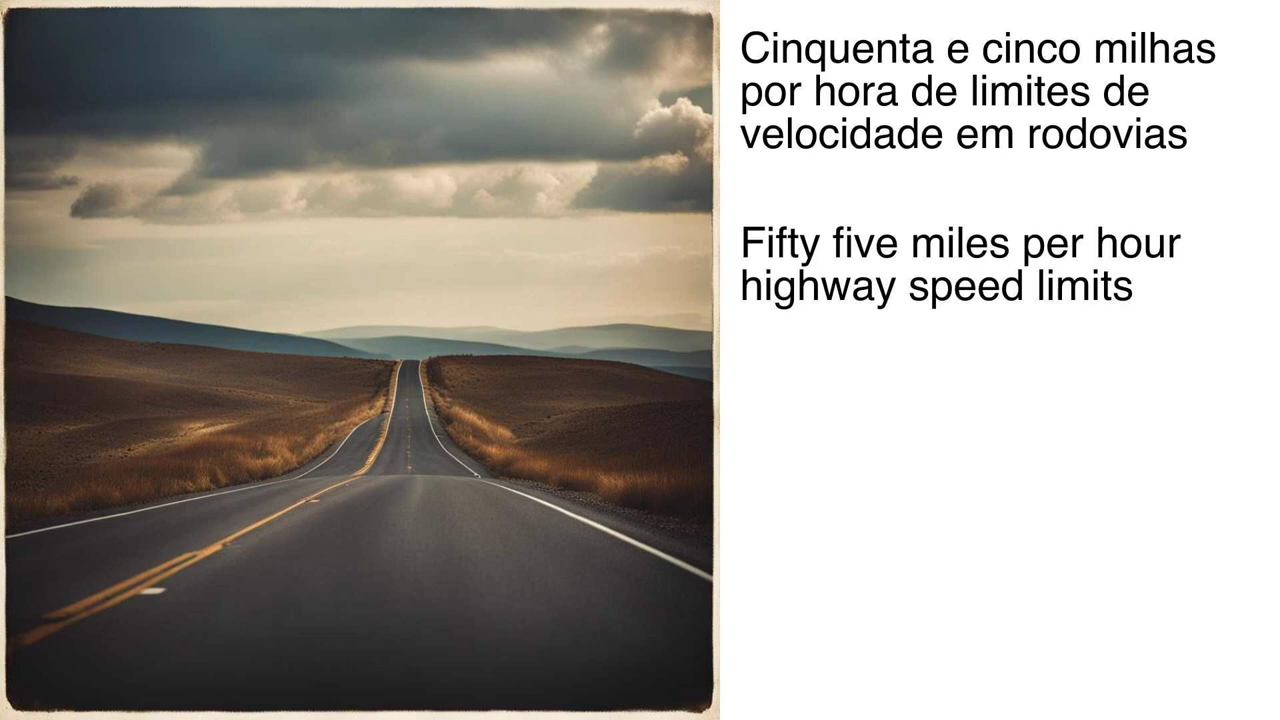 Cinquenta e cinco milhas
por hora de limites de
velocidade em rodovias
Fifty five miles per hour
highway speed limits